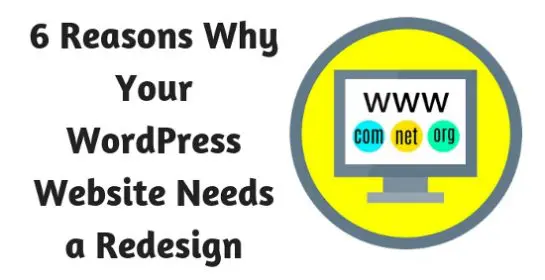 6 Reasons Why
Your
WordPress
Website Needs
a Redesign
www
com net org